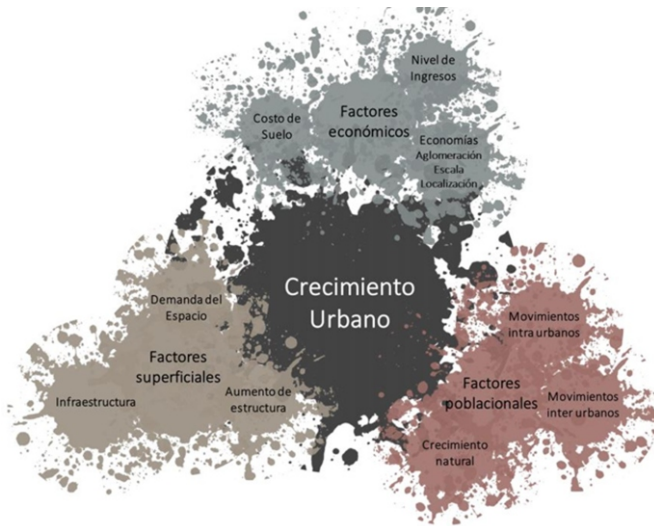 Nivel de
Ingresos
Costo de
Suelo
Factores
económicos
Economías
Aglomeración
Escala
Localización
Crecimiento
Urbano
Demanda del
Espacio
Factores
superficiales
Infraestructura
Aumento de
estructura
Movimientos
intra urbanos
Factores
poblacionales
Movimientos
inter urbanos
Crecimiento
natural